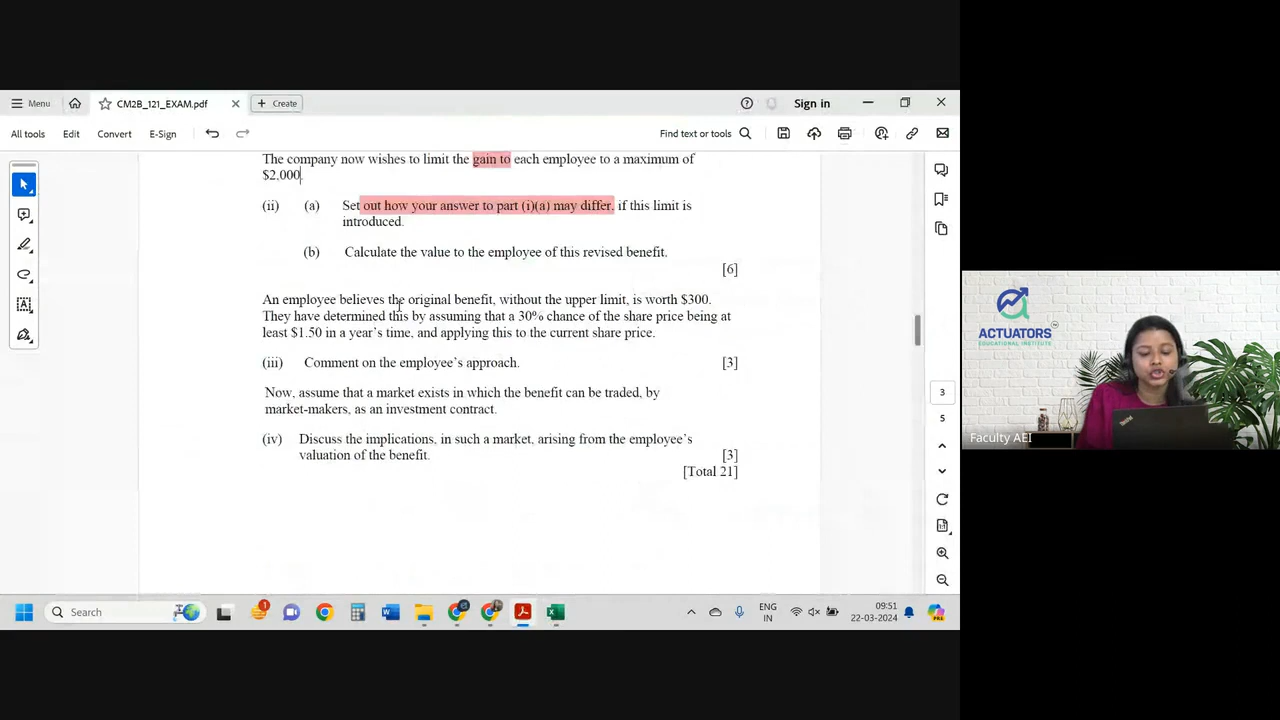 Menu
CM2B_121_EXAM.pdf
Create
Sign in
All tools
Edit
Convert
E-Sign
Find text or tools
The company now wishes to limit the gain to each employee to a maximum of
$2,000
(ii) (a) Set out how your answer to part (i)(a) may differ, if this limit is
introduced.
(b) Calculate the value to the employee of this revised benefit.
[6]
An employee believes the original benefit, without the upper limit, is worth $300.
They have determined this by assuming that a 30% chance of the share price being at
least $1.50 in a year's time, and applying this to the current share price.
(iii) Comment on the employee's approach. [3]
Now, assume that a market exists in which the benefit can be traded, by
market-makers, as an investment contract.
(iv) Discuss the implications, in such a market, arising from the employee's
valuation of the benefit. [3]
[Total 21]
3
5
ACTUATORS
EDUCATIONAL INSTITUTE
ThinkPad
Faculty AEI
Search
ENG
IN
09:51
22-03-2024